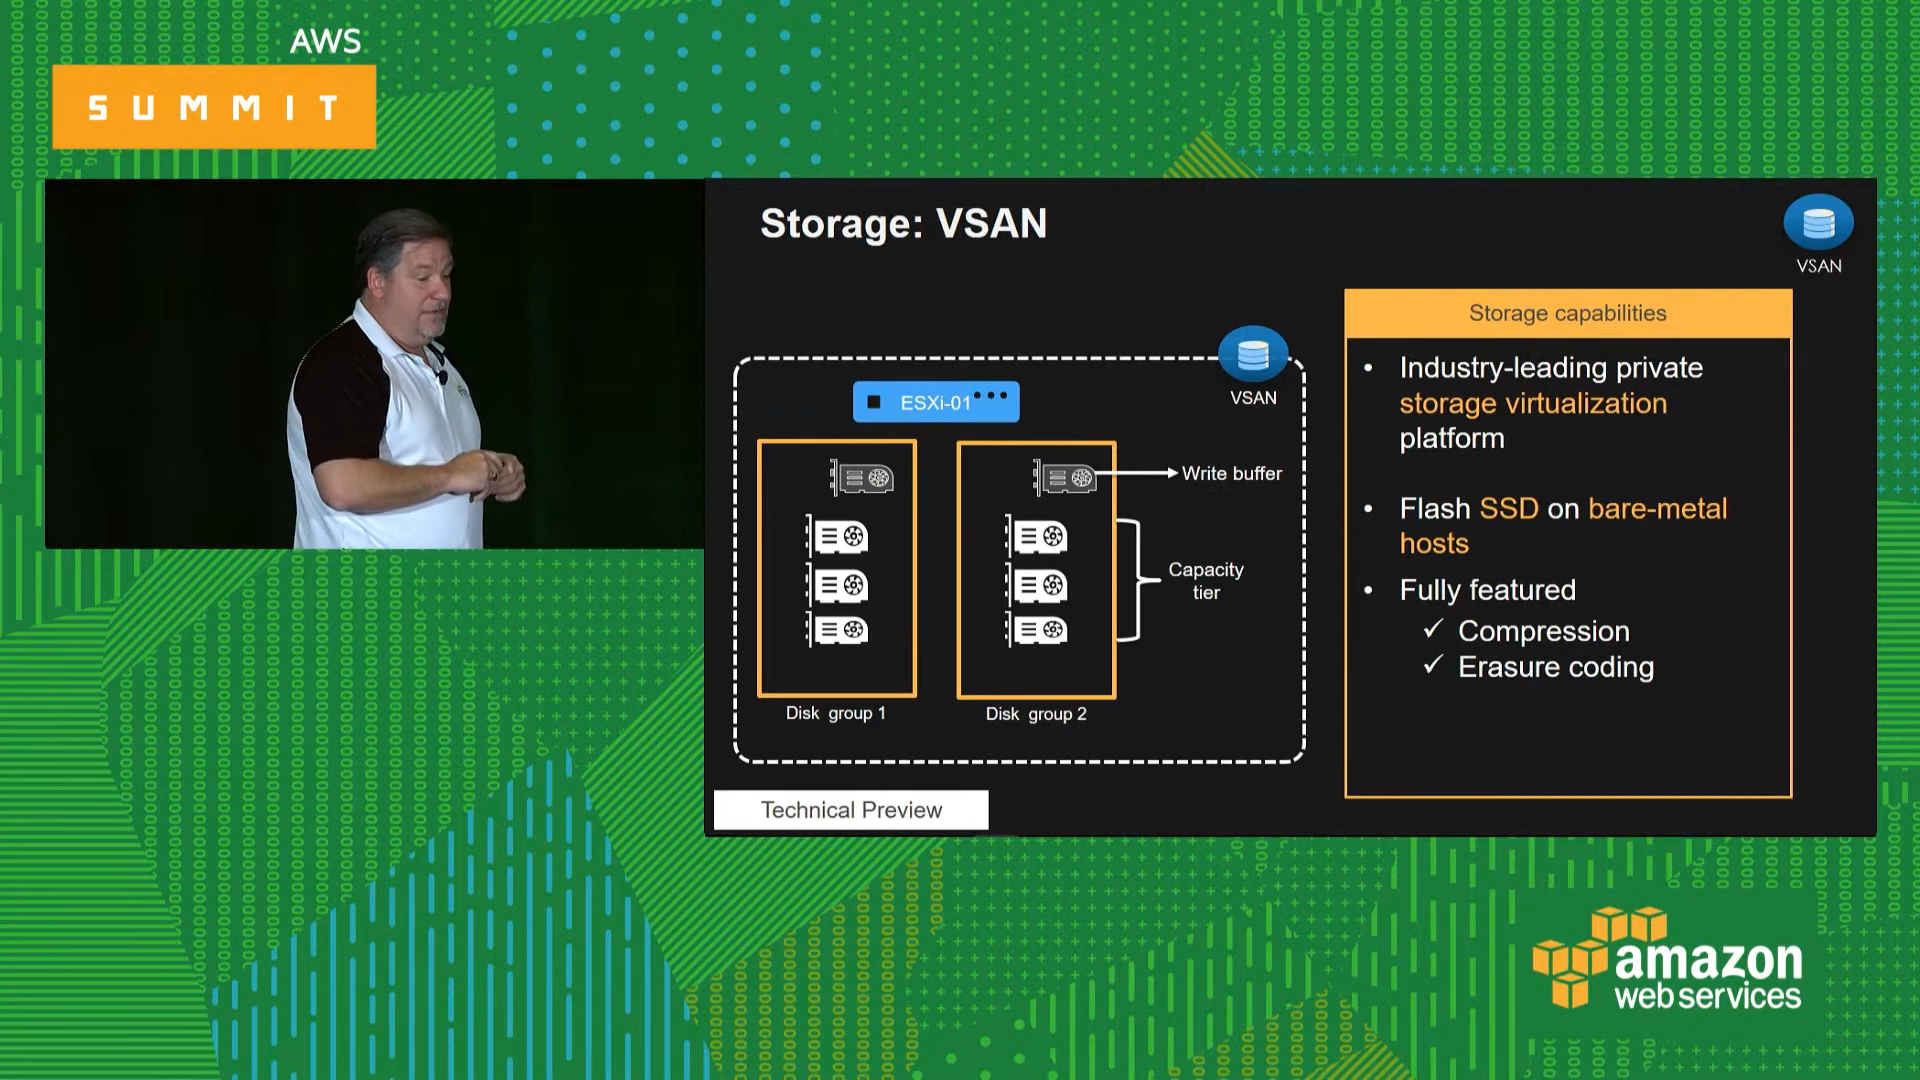 AWS
SUMMIT
Storage: VSAN
VSAN
Storage capabilities
• Industry-leading private
storage virtualization
platform
• Flash SSD on bare-metal
hosts
• Fully featured
✓ Compression
✓ Erasure coding
VSAN
ESXi-01
Write buffer
Capacity
tier
Disk group 1
Disk group 2
Technical Preview
amazon
web services